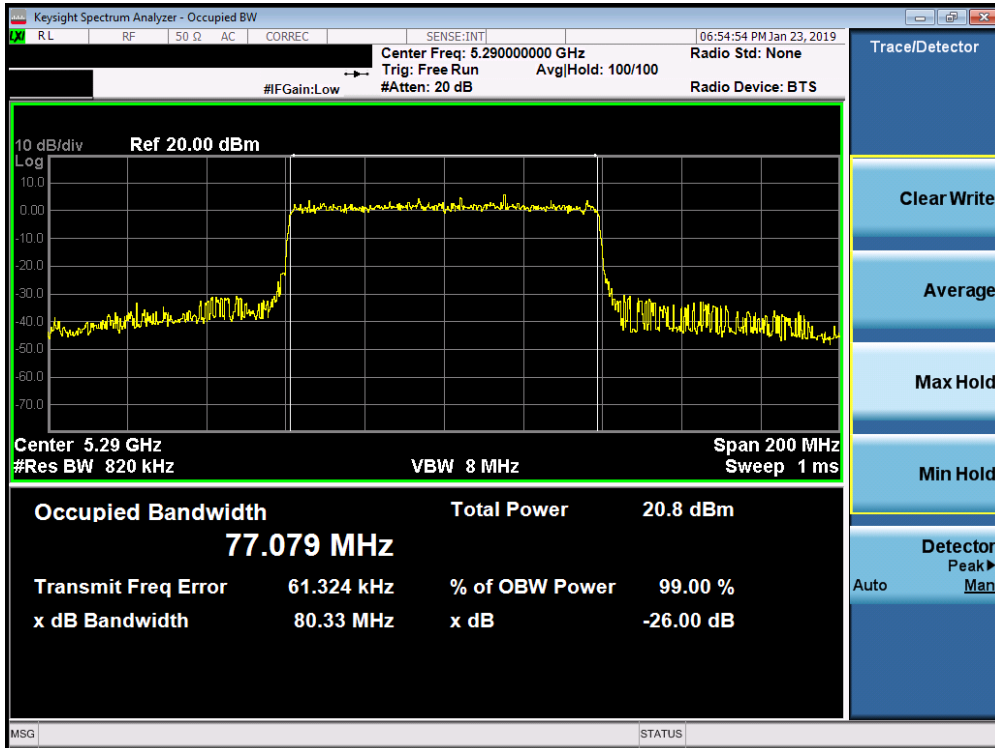 Keysight Spectrum Analyzer - Occupied BW
LXI RL RF 50 Ω AC CORREC SENSE:INT 06:54:54 PM Jan 23, 2019
Center Freq: 5.290000000 GHz Radio Std: None
Trig: Free Run Avg|Hold: 100/100
#IFGain:Low #Atten: 20 dB Radio Device: BTS
Trace/Detector
10 dB/div Ref 20.00 dBm
Log
10.0
0.00
-10.0
-20.0
-30.0
-40.0
-50.0
-60.0
-70.0
Center 5.29 GHz Span 200 MHz
#Res BW 820 kHz VBW 8 MHz Sweep 1 ms
Occupied Bandwidth Total Power 20.8 dBm
77.079 MHz
Transmit Freq Error 61.324 kHz % of OBW Power 99.00 %
x dB Bandwidth 80.33 MHz x dB -26.00 dB
Clear Write
Average
Max Hold
Min Hold
Detector
Peak▶
Auto Man
MSG STATUS